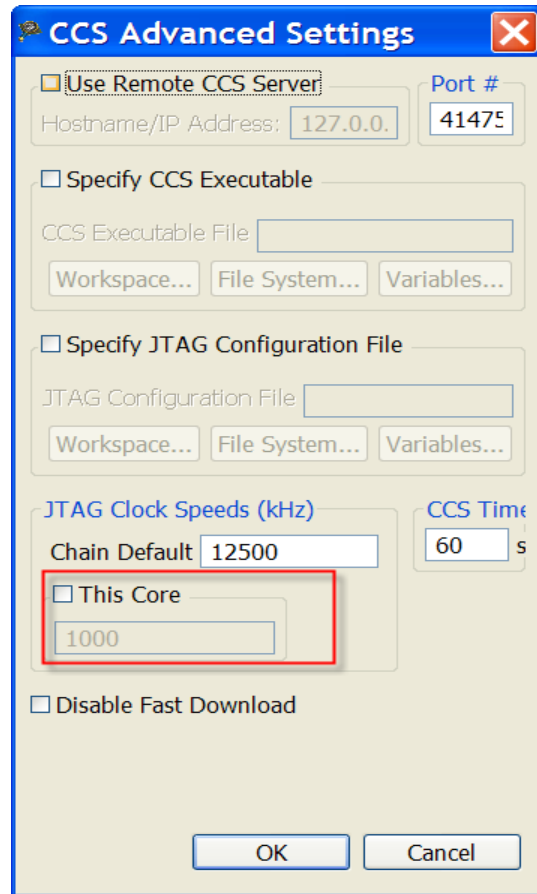 CCS Advanced Settings
Use Remote CCS Server
Port #
Hostname/IP Address: 127.0.0.
41475
Specify CCS Executable
CCS Executable File
Workspace... File System... Variables...
Specify JTAG Configuration File
JTAG Configuration File
Workspace... File System... Variables...
JTAG Clock Speeds (kHz)
CCS Time
Chain Default 12500
60 s
This Core
1000
Disable Fast Download
OK Cancel